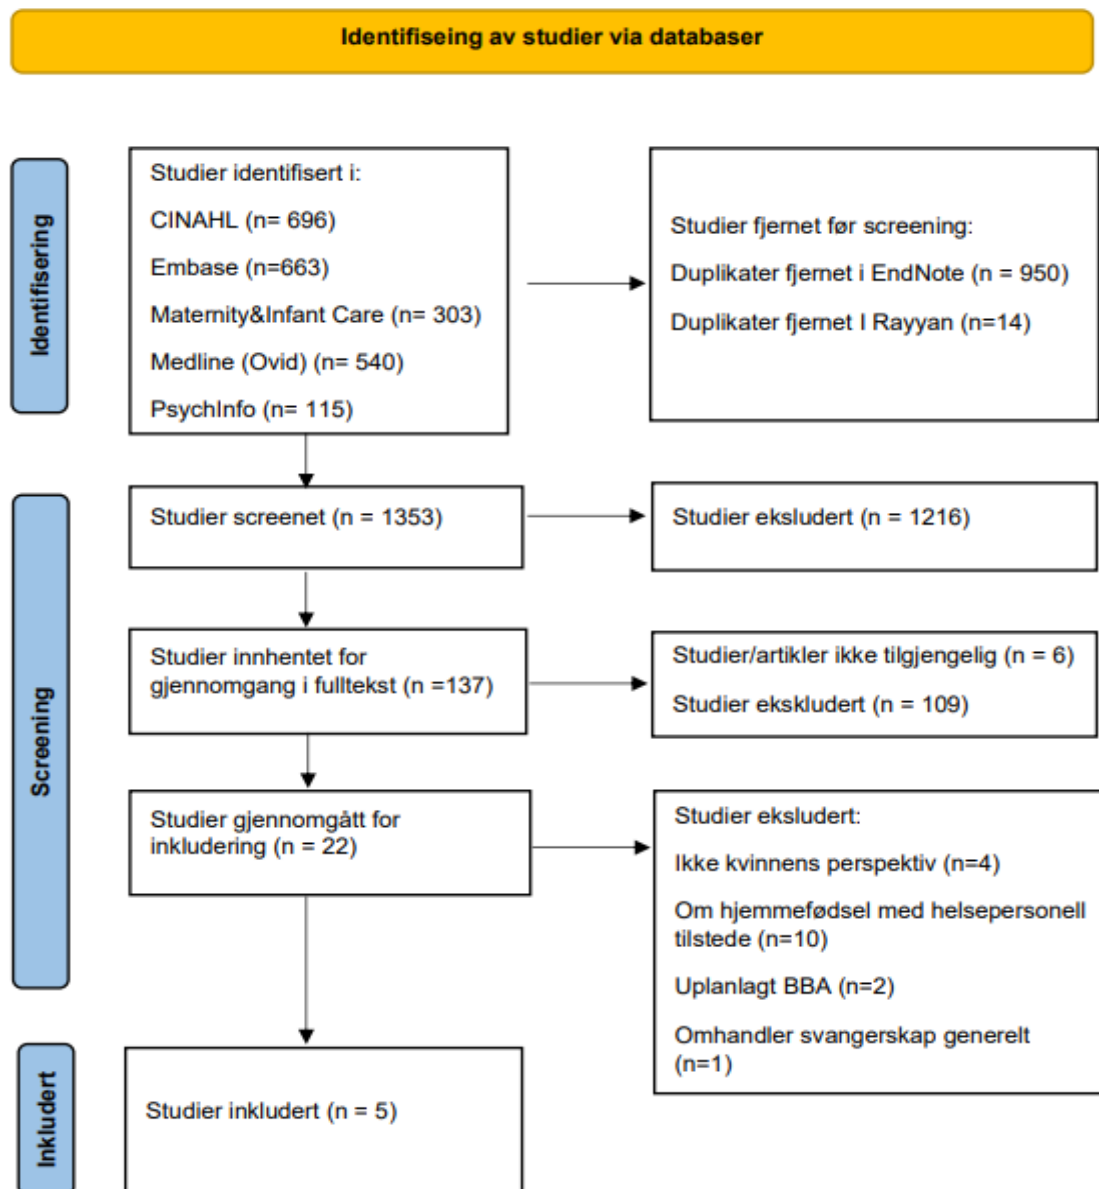 Identifiseing av studier via databaser
Identifisering
Studier identifisert i:
CINAHL (n= 696)
Embase (n=663)
Maternity&Infant Care (n= 303)
Medline (Ovid) (n= 540)
PsychInfo (n= 115)
Studier fjernet før screening:
Duplikater fjernet i EndNote (n = 950)
Duplikater fjernet I Rayyan (n=14)
Screening
Studier screenet (n = 1353)
Studier eksludert (n = 1216)
Studier innhentet for
gjennomgang i fulltekst (n =137)
Studier/artikler ikke tilgjengelig (n = 6)
Studier ekskludert (n = 109)
Studier gjennomgått for
inkludering (n = 22)
Studier eksludert:
Ikke kvinnens perspektiv (n=4)
Om hjemmefødsel med helsepersonell
tilstede (n=10)
Uplanlagt BBA (n=2)
Omhandler svangerskap generelt
(n=1)
Inkludert
Studier inkludert (n = 5)